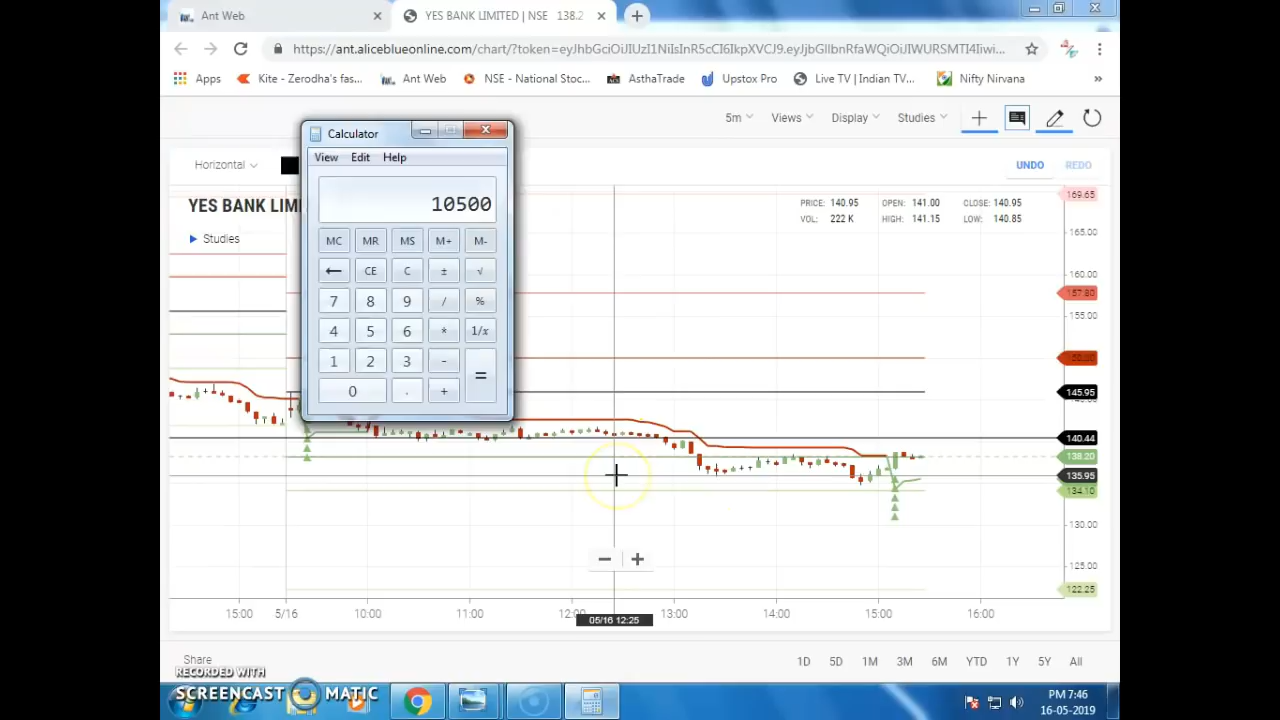 Ant Web
YES BANK LIMITED | NSE 138.2
https://ant.aliceblueonline.com/chart/?token=eyJhbGciOiJIUzI1NiIsInR5cCI6IkpXVCJ9.eyJjbGllbnRfaWQiOiJWURSMTI4Iiwi...
Apps
Kite - Zerodha's fas...
Ant Web
NSE - National Stoc...
AsthaTrade
Upstox Pro
Live TV | Indian TV...
Nifty Nirvana
»
5m
Views
Display
Studies
Calculator
View Edit Help
10500
MC MR MS M+ M-
← CE C ± √
7 8 9 / %
4 5 6 * 1/x
1 2 3 - =
0 . +
Horizontal
UNDO
REDO
YES BANK LIM
Studies
PRICE: 140.95 OPEN: 141.00 CLOSE: 140.95
VOL: 222 K HIGH: 141.15 LOW: 140.85
169.65
165.00
160.00
157.80
155.00
145.95
140.44
138.20
135.95
134.10
130.00
125.00
122.25
− +
15:00 5/16 10:00 11:00 12:00 13:00 14:00 15:00 16:00
05/16 12:25
Share
1D 5D 1M 3M 6M YTD 1Y 5Y All
RECORDED WITH
SCREENCAST MATIC
PM 7:46
16-05-2019